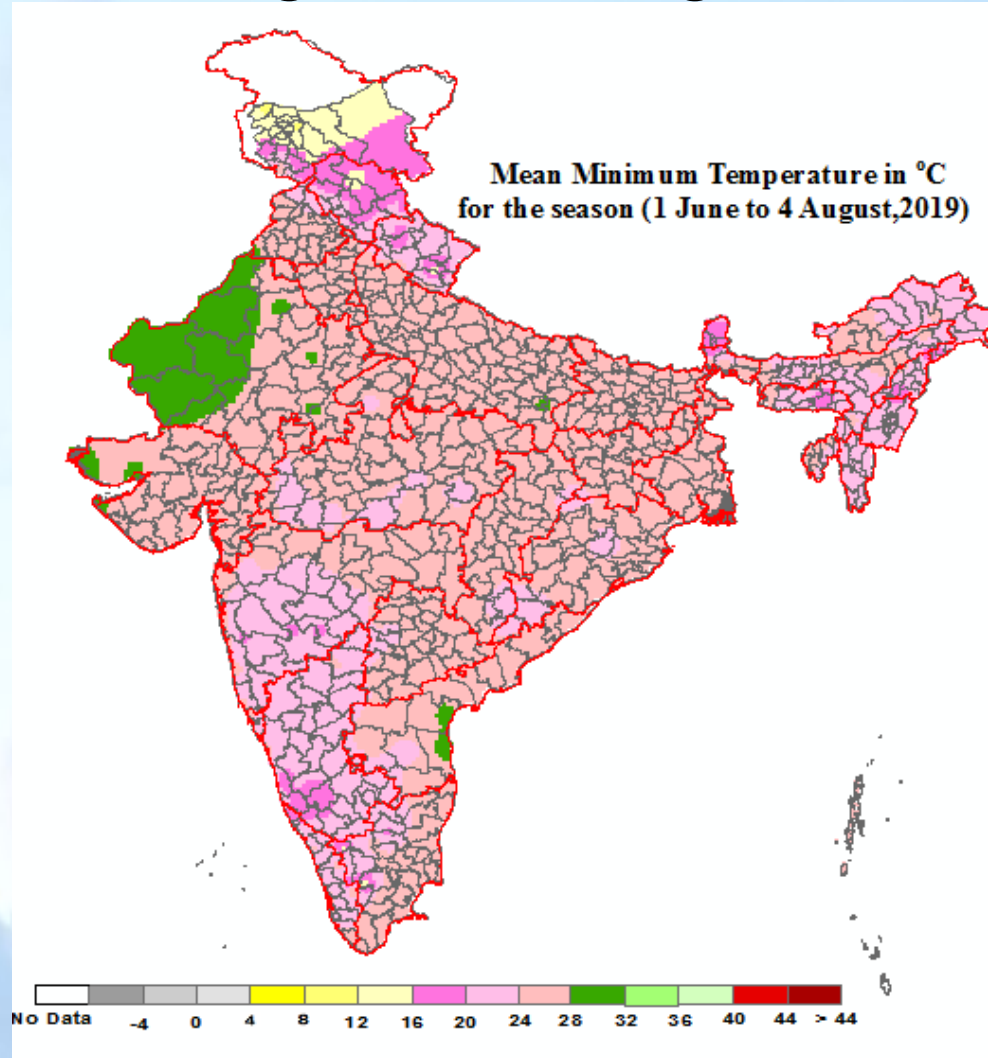 Mean Minimum Temperature in °C
for the season (1 June to 4 August,2019)
No Data -4 0 4 8 12 16 20 24 28 32 36 40 44 > 44